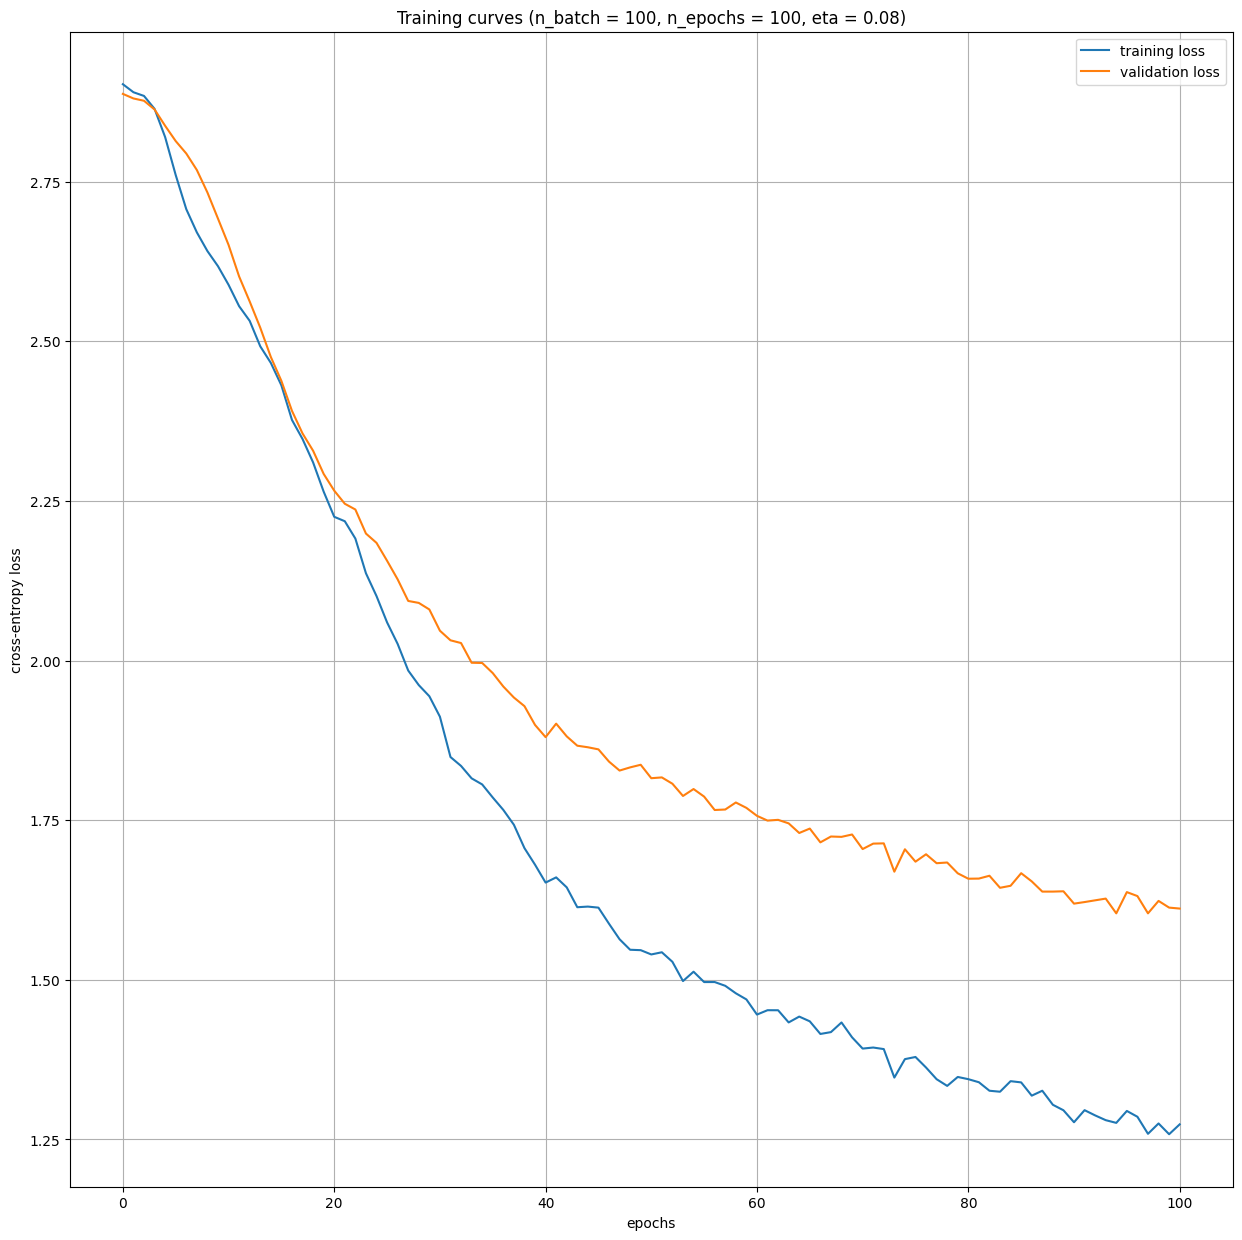 Training curves (n_batch = 100, n_epochs = 100, eta = 0.08)
training loss
validation loss
cross-entropy loss
2.75
2.50
2.25
2.00
1.75
1.50
1.25
0 20 40 60 80 100
epochs